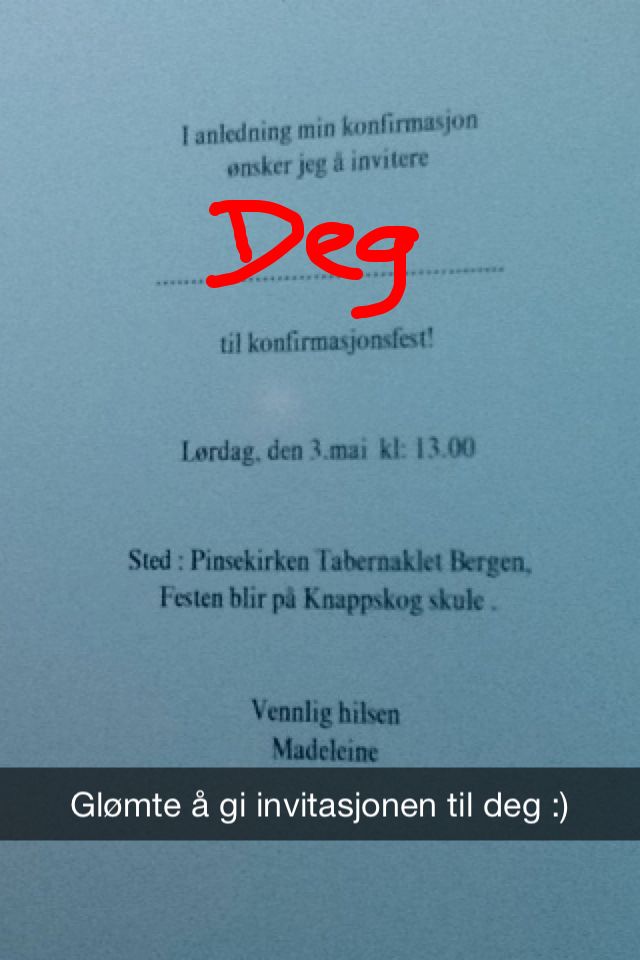 I anledning min konfirmasjon
ønsker jeg å invitere
Deg
til konfirmasjonsfest!
Lørdag, den 3.mai kl: 13.00
Sted : Pinsekirken Tabernaklet Bergen,
Festen blir på Knappskog skule .
Vennlig hilsen
Madeleine
Glømte å gi invitasjonen til deg :)